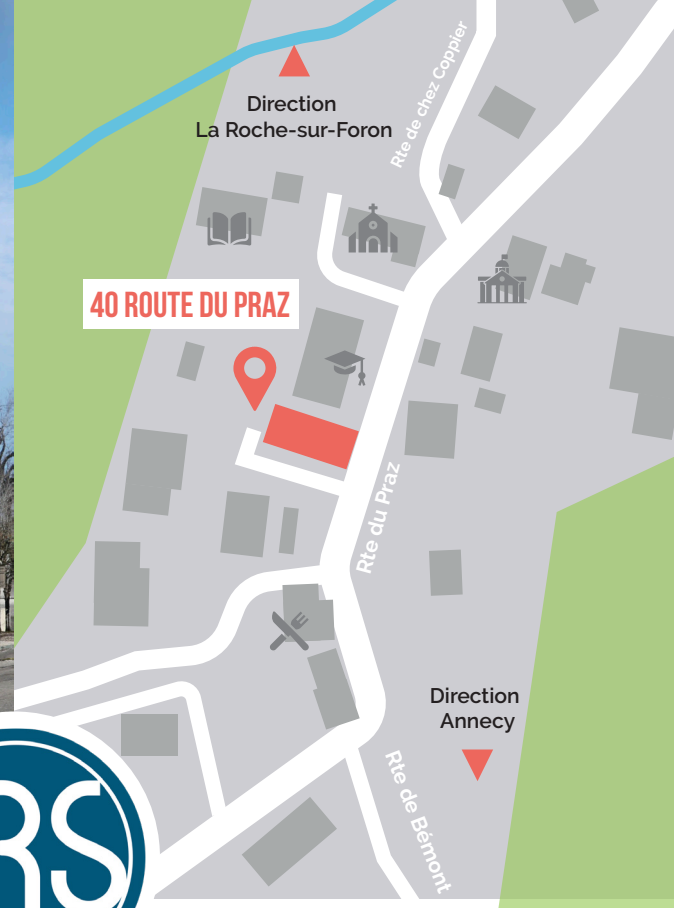 Rte de chez Coppier
Direction
La Roche-sur-Foron
40 ROUTE DU PRAZ
Rte du Praz
Direction
Annecy
Rte de Bémont
RS